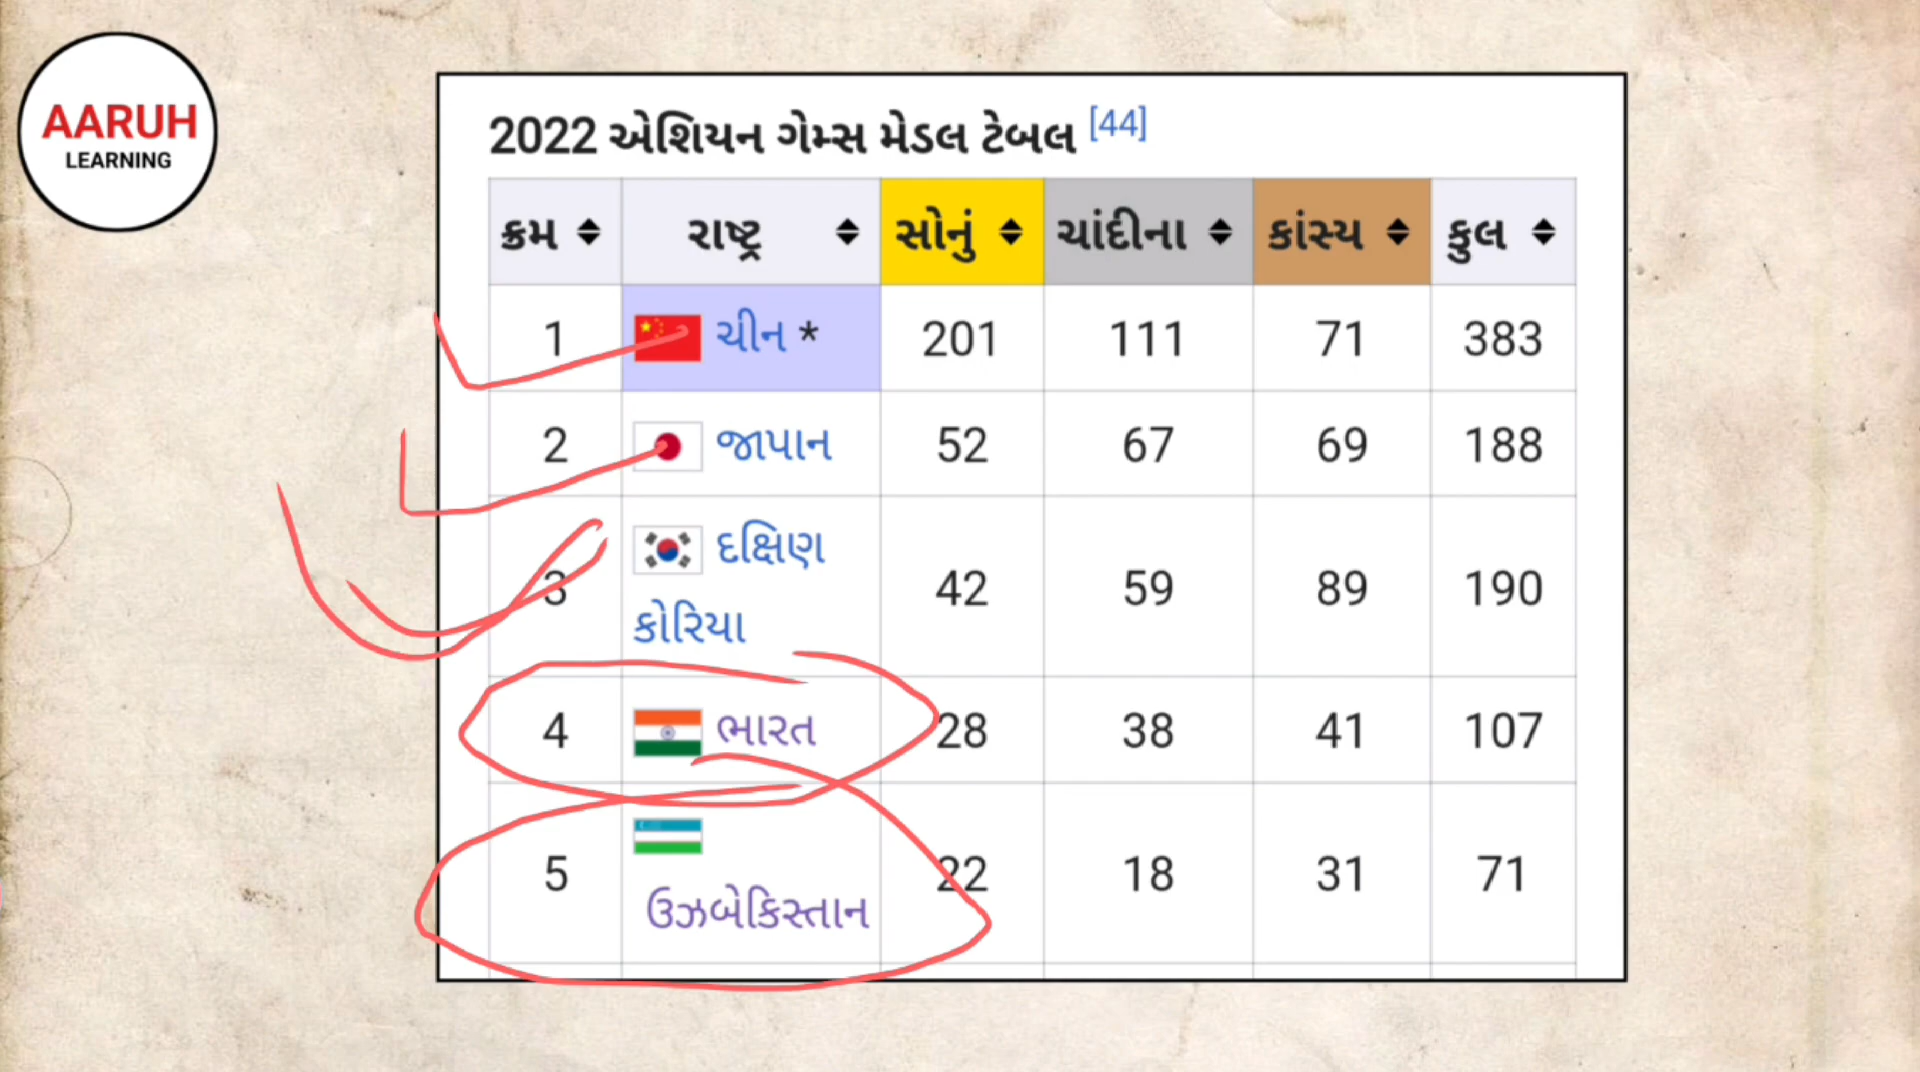 AARUH
LEARNING
2022 એશિયન ગેમ્સ મેડલ ટેબલ [44]
ક્રમ રાષ્ટ્ર સોનું ચાંદીના કાંસ્ય કુલ
1 ચીન * 201 111 71 383
2 જાપાન 52 67 69 188
3 દક્ષિણ કોરિયા 42 59 89 190
4 ભારત 28 38 41 107
5 ઉઝબેકિસ્તાન 22 18 31 71